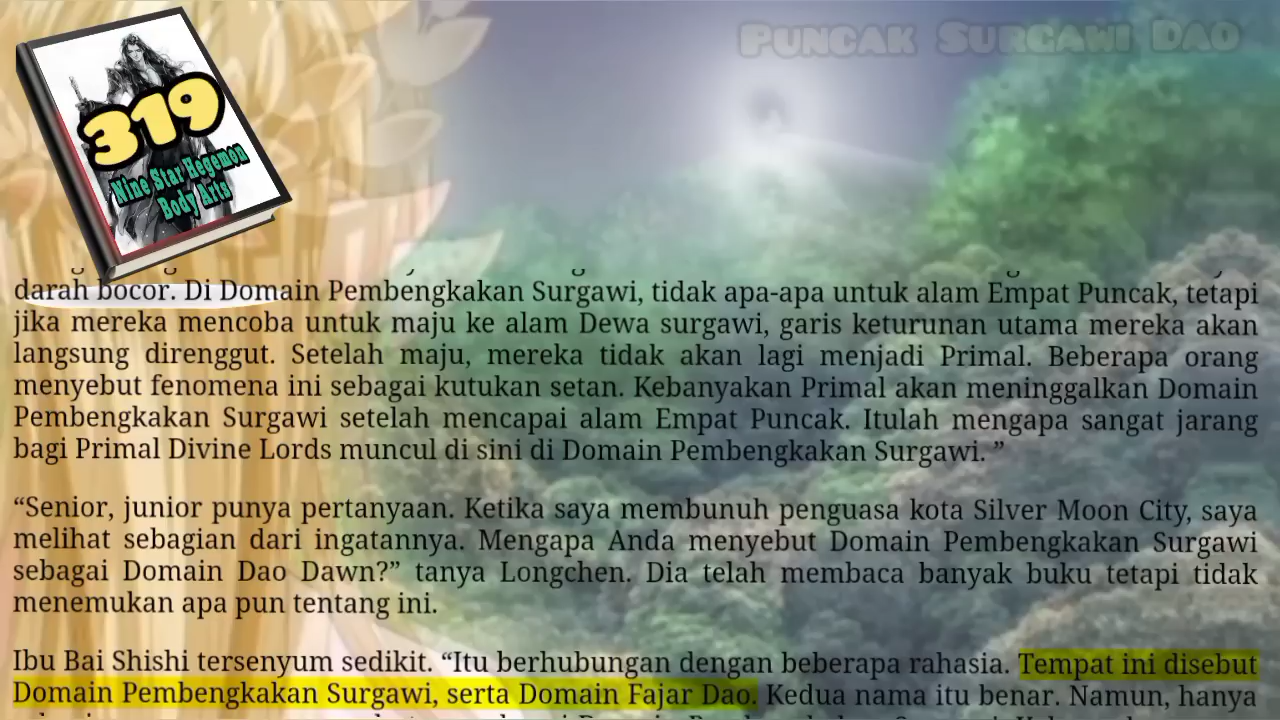 Puncak Surgawi Dao
319
Nine Star Hegemon
Body Arts
darah bocor. Di Domain Pembengkakan Surgawi, tidak apa-apa untuk alam Empat Puncak, tetapi
jika mereka mencoba untuk maju ke alam Dewa surgawi, garis keturunan utama mereka akan
langsung direnggut. Setelah maju, mereka tidak akan lagi menjadi Primal. Beberapa orang
menyebut fenomena ini sebagai kutukan setan. Kebanyakan Primal akan meninggalkan Domain
Pembengkakan Surgawi setelah mencapai alam Empat Puncak. Itulah mengapa sangat jarang
bagi Primal Divine Lords muncul di sini di Domain Pembengkakan Surgawi. ”
“Senior, junior punya pertanyaan. Ketika saya membunuh penguasa kota Silver Moon City, saya
melihat sebagian dari ingatannya. Mengapa Anda menyebut Domain Pembengkakan Surgawi
sebagai Domain Dao Dawn?” tanya Longchen. Dia telah membaca banyak buku tetapi tidak
menemukan apa pun tentang ini.
Ibu Bai Shishi tersenyum sedikit. “Itu berhubungan dengan beberapa rahasia. Tempat ini disebut
Domain Pembengkakan Surgawi, serta Domain Fajar Dao. Kedua nama itu benar. Namun, hanya